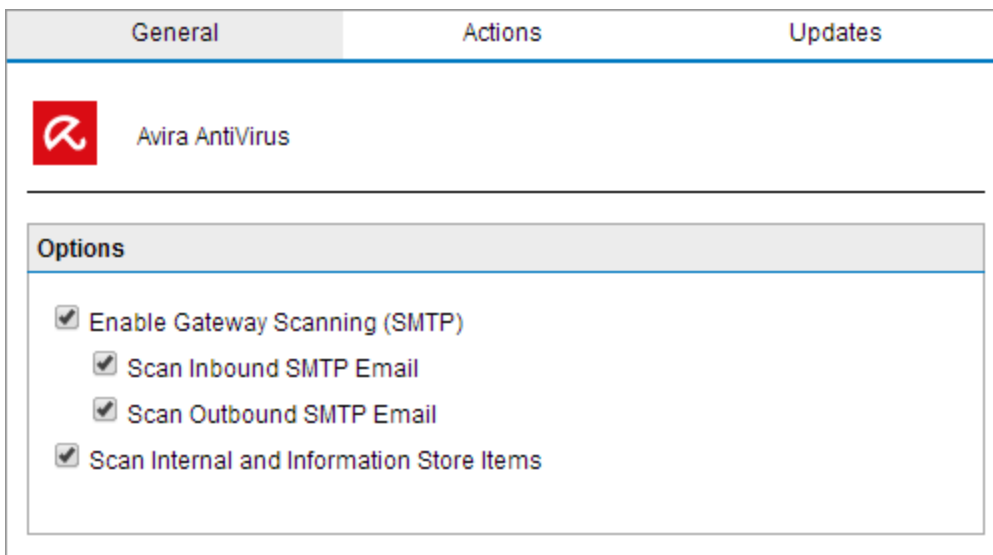 General Actions Updates
Avira AntiVirus
Options
Enable Gateway Scanning (SMTP)
Scan Inbound SMTP Email
Scan Outbound SMTP Email
Scan Internal and Information Store Items